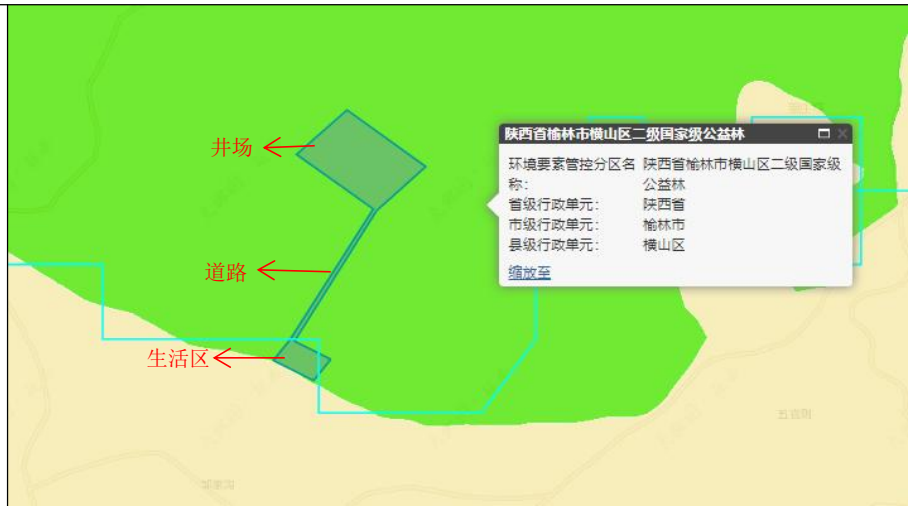 井场
陕西省榆林市横山区二级国家级公益林
环境要素管控分区名 陕西省榆林市横山区二级国家级
称: 公益林
省级行政单元: 陕西省
市级行政单元: 榆林市
县级行政单元: 横山区
缩放至
道路
生活区